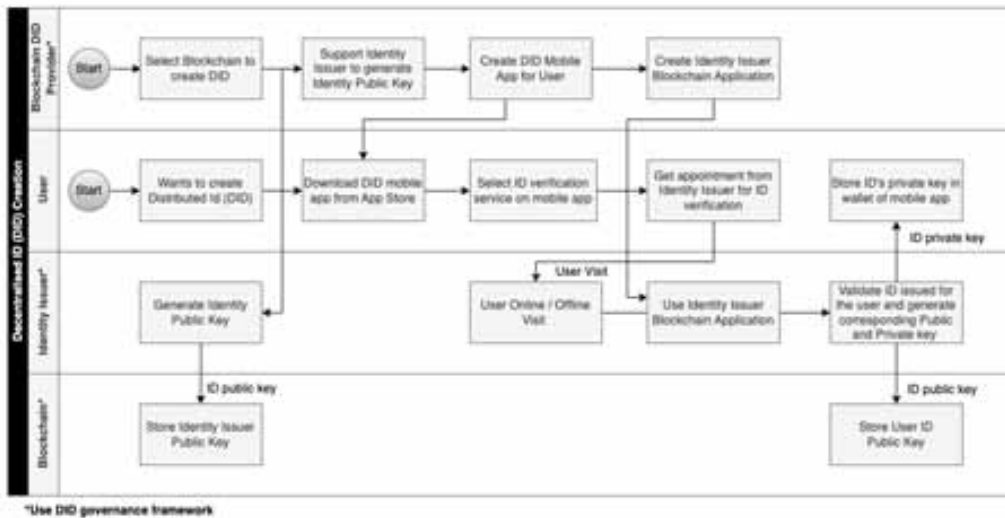 Decentralised ID (DID) Creation
Blockchain DID
Provider*
Start
Select Blockchain to
create DID
Support Identity
Issuer to generate
Identity Public Key
Create DID Mobile
App for User
Create Identity Issuer
Blockchain Application
User
Start
Wants to create
Distributed Id (DID)
Download DID mobile
app from App Store
Select ID verification
service on mobile app
Get appointment from
Identity Issuer for ID
verification
Store ID's private key in
wallet of mobile app
ID private key
Identity Issuer*
Generate Identity
Public Key
User Visit
User Online / Offline
Visit
Use Identity Issuer
Blockchain Application
Validate ID issued for
the user and generate
corresponding Public
and Private key
ID public key
ID public key
Blockchain*
Store Identity Issuer
Public Key
Store User ID
Public Key
*Use DID governance framework